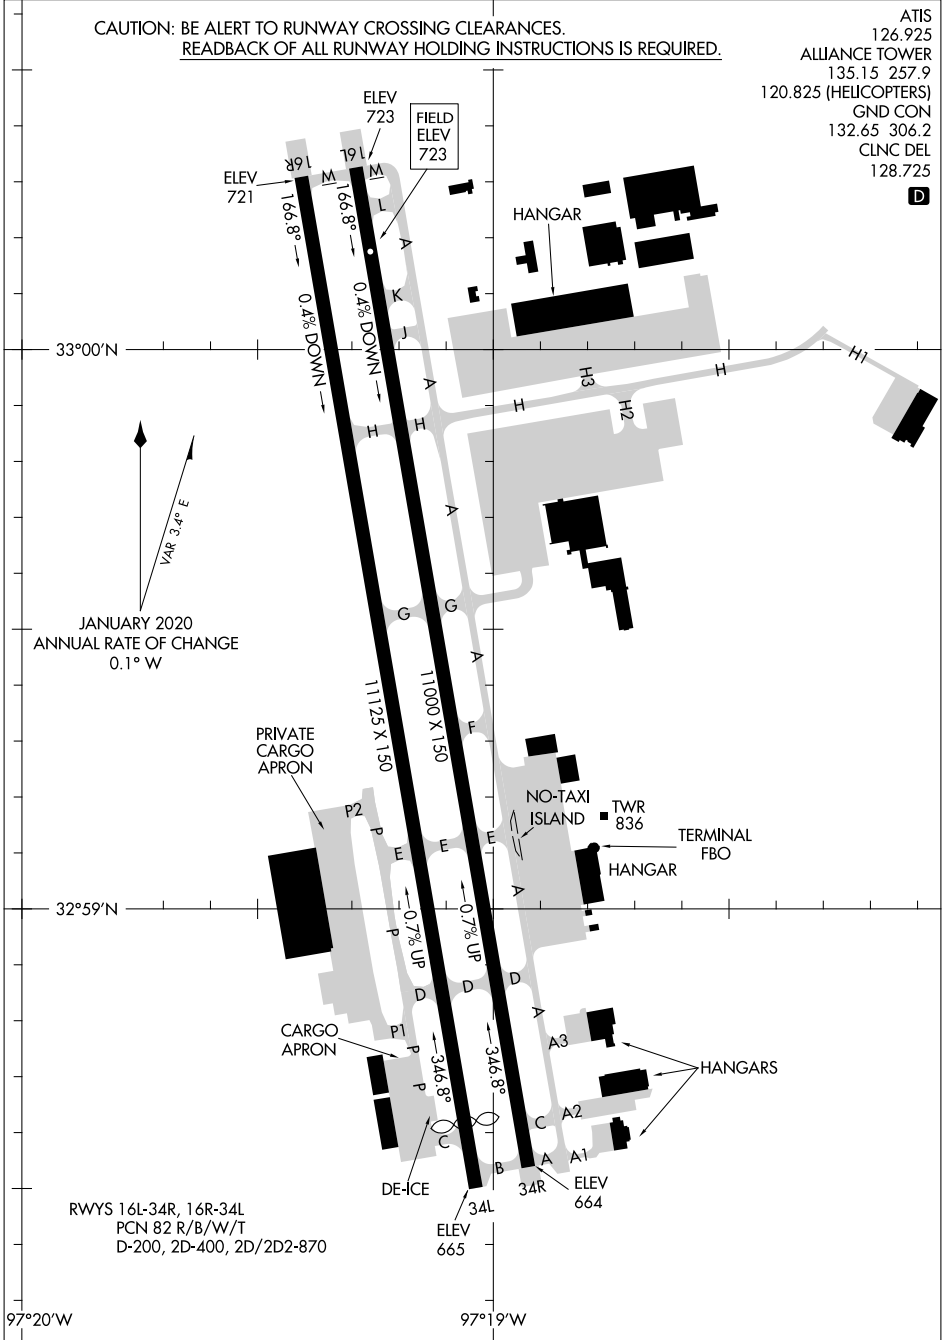 CAUTION: BE ALERT TO RUNWAY CROSSING CLEARANCES.
READBACK OF ALL RUNWAY HOLDING INSTRUCTIONS IS REQUIRED.
ATIS
126.925
ALLIANCE TOWER
135.15 257.9
120.825 (HELICOPTERS)
GND CON
132.65 306.2
CLNC DEL
128.725
D
ELEV
723
FIELD
ELEV
723
ELEV
721
16R
16L
M
M
L
A
166.8°
166.8°
HANGAR
K
J
0.4% DOWN
0.4% DOWN
33°00'N
A
H
H
H
H3
H2
H
H1
A
VAR 3.4° E
JANUARY 2020
ANNUAL RATE OF CHANGE
0.1° W
G
G
A
11125 X 150
11000 X 150
F
PRIVATE
CARGO
APRON
P2
P
E
E
E
NO-TAXI
ISLAND
TWR
836
TERMINAL
FBO
HANGAR
A
32°59'N
0.7% UP
0.7% UP
P
D
D
D
A
CARGO
APRON
P1
P
P
346.8°
346.8°
A3
HANGARS
C
C
A2
B
A
A1
DE-ICE
34L
34R
ELEV
664
ELEV
665
RWYS 16L-34R, 16R-34L
PCN 82 R/B/W/T
D-200, 2D-400, 2D/2D2-870
97°20'W
97°19'W